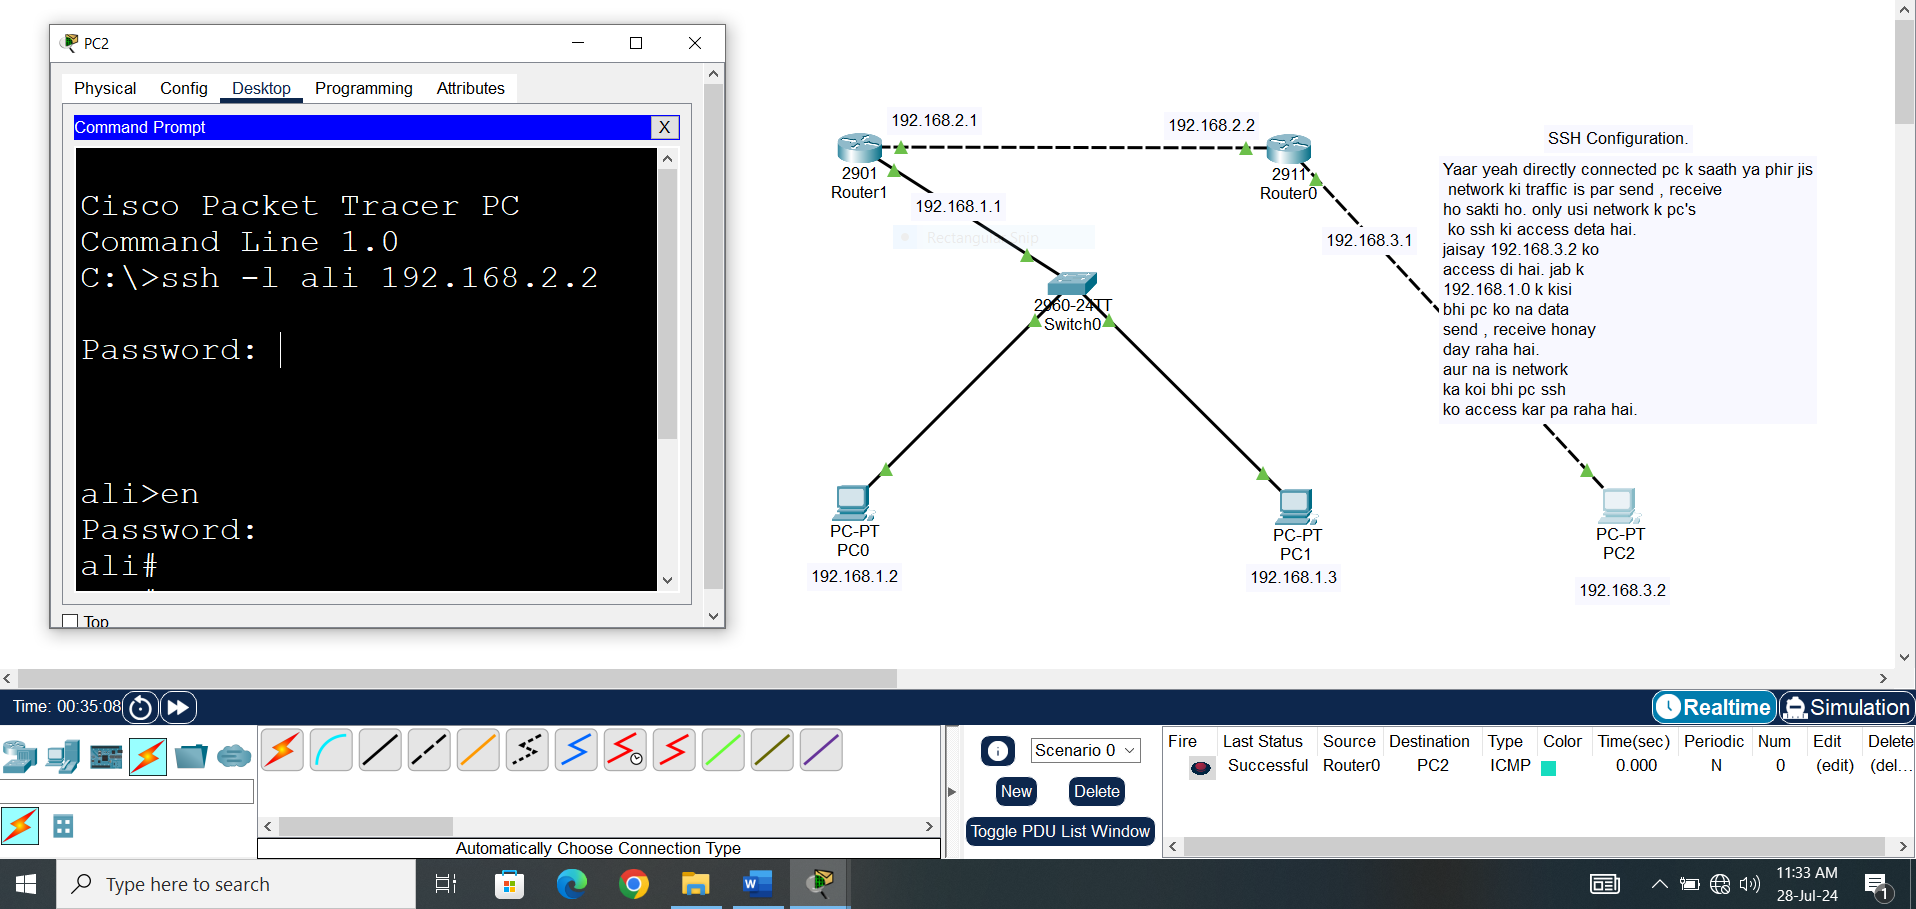 PC2
Physical Config Desktop Programming Attributes
Command Prompt X
Cisco Packet Tracer PC
Command Line 1.0
C:\>ssh -l ali 192.168.2.2
Password:
ali>en
Password:
ali#
Top
192.168.2.1
192.168.2.2
2901
Router1
2911
Router0
192.168.1.1
Rectangular Snip
192.168.3.1
2960-24TT
Switch0
SSH Configuration.
Yaar yeah directly connected pc k saath ya phir jis
network ki traffic is par send , receive
ho sakti ho. only usi network k pc's
ko ssh ki access deta hai.
jaisay 192.168.3.2 ko
access di hai. jab k
192.168.1.0 k kisi
bhi pc ko na data
send , receive honay
day raha hai.
aur na is network
ka koi bhi pc ssh
ko access kar pa raha hai.
PC-PT
PC0
192.168.1.2
PC-PT
PC1
192.168.1.3
PC-PT
PC2
192.168.3.2
Time: 00:35:08
Realtime Simulation
Scenario 0
New Delete
Toggle PDU List Window
Fire Last Status Source Destination Type Color Time(sec) Periodic Num Edit Delete
Successful Router0 PC2 ICMP 0.000 N 0 (edit) (del...
Automatically Choose Connection Type
Type here to search
11:33 AM
28-Jul-24
1